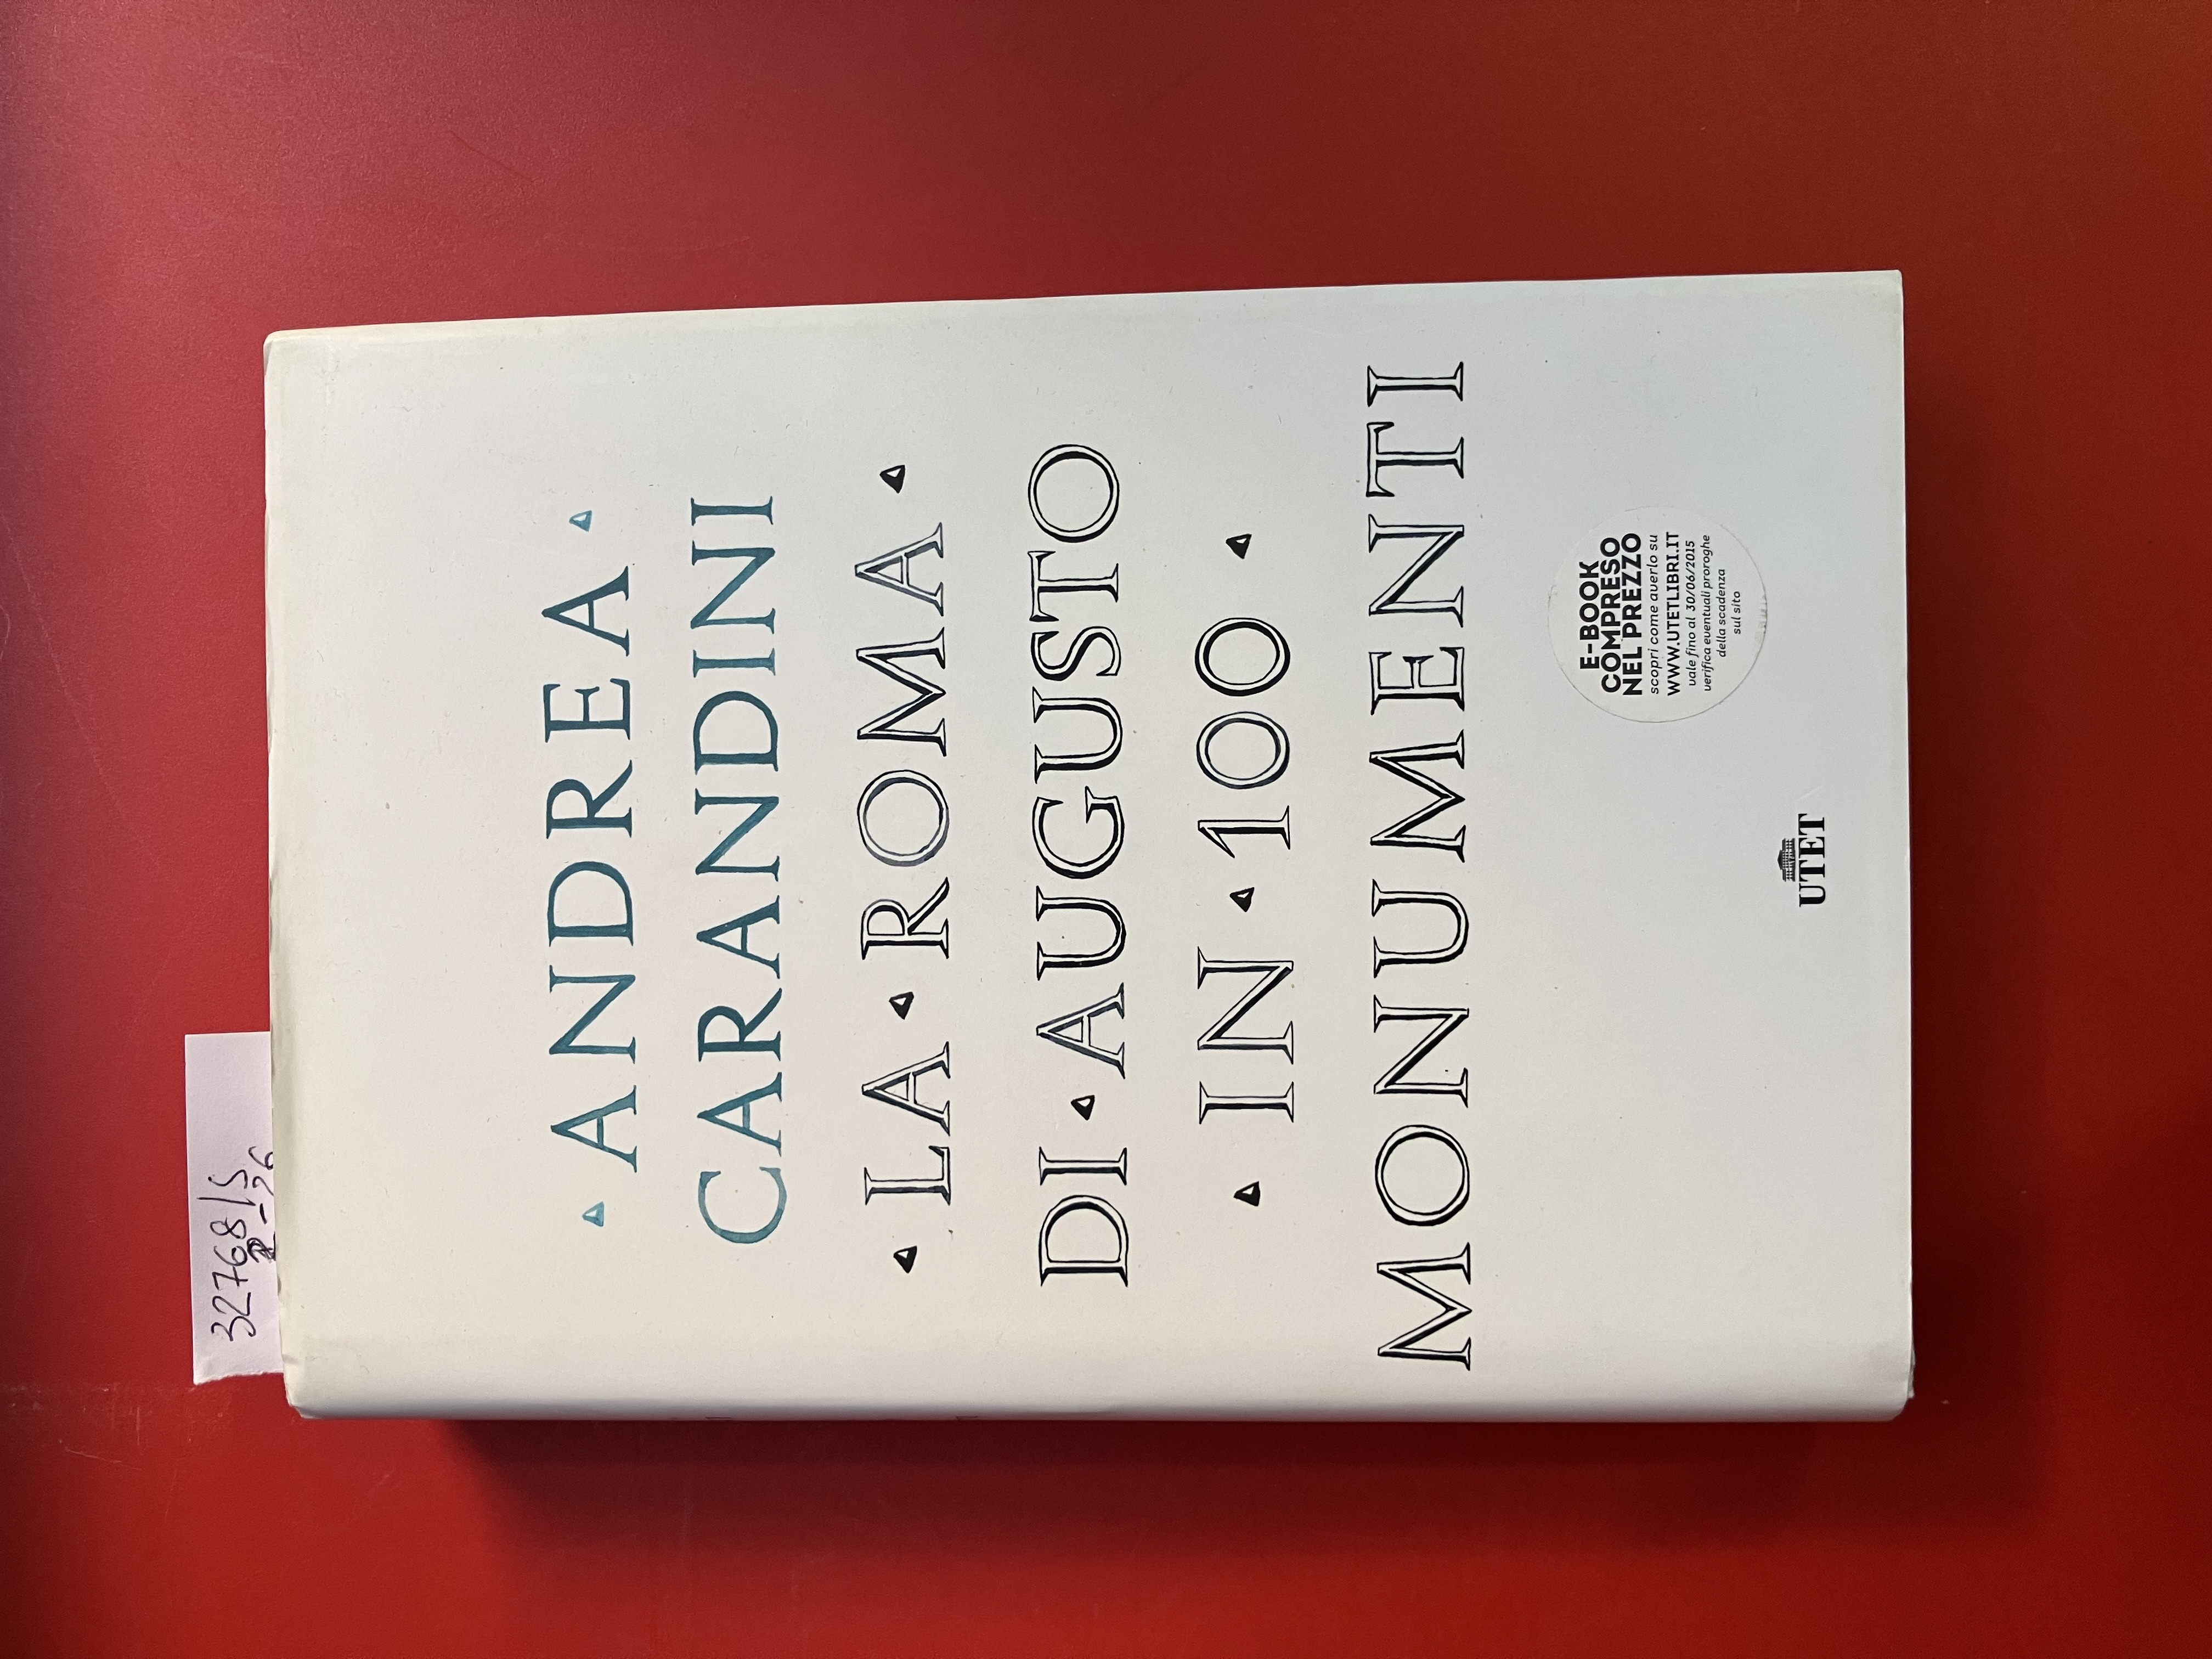 32768/S
ANDREA
CARANDINI
LA ROMA
DI AUGUSTO
IN 100
MONUMENTI
E-BOOK
COMPRESO
NEL PREZZO
scopri come averlo su
WWW.UTETLIBRI.IT
vale fino al 30/06/2015
verifica eventuali proroghe
della scadenza
sul sito
UTET